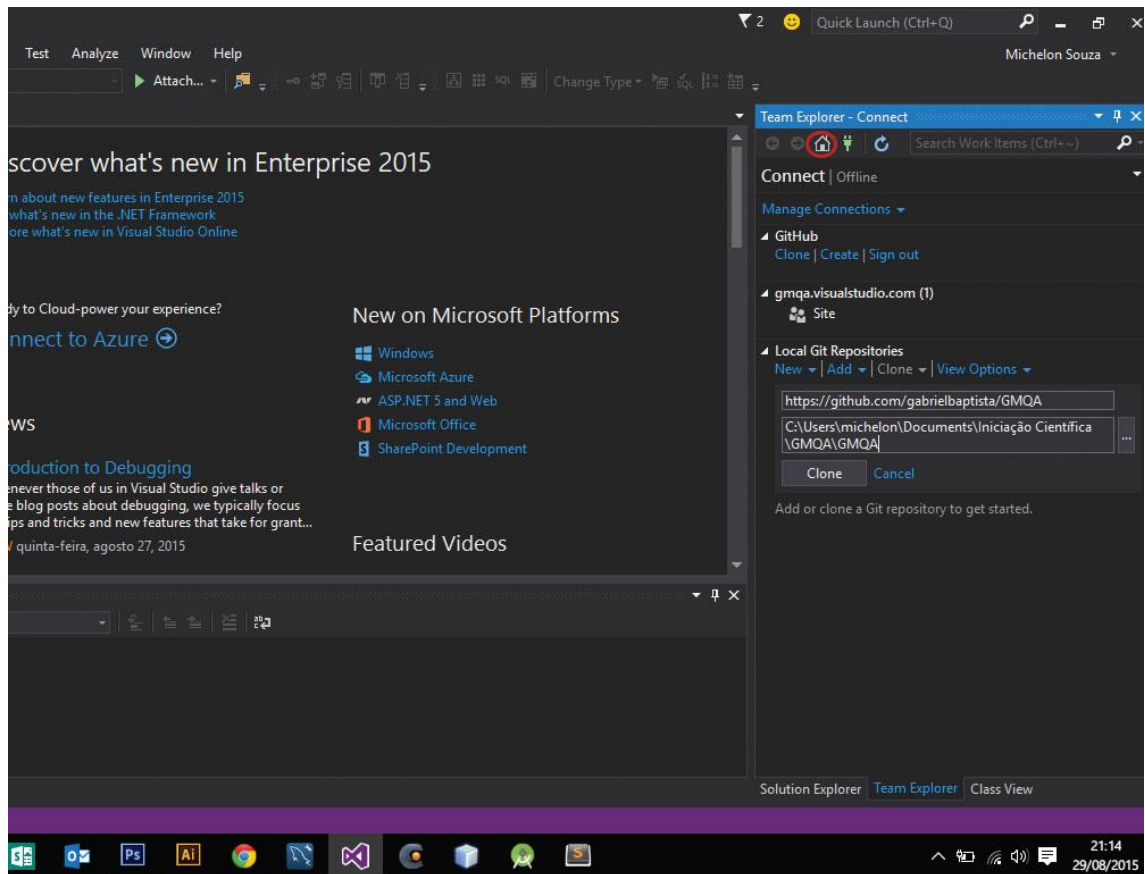 2
Quick Launch (Ctrl+Q)
Test Analyze Window Help
Michelon Souza
Attach...
SQL
Change Type
Team Explorer - Connect
Search Work Items (Ctrl+~)
Connect | Offline
Manage Connections
GitHub
Clone | Create | Sign out
gmqa.visualstudio.com (1)
Site
Local Git Repositories
New | Add | Clone | View Options
https://github.com/gabrielbaptista/GMQA
C:\Users\michelon\Documents\Iniciação Científica
\GMQA\GMQA
...
Clone Cancel
Add or clone a Git repository to get started.
Solution Explorer Team Explorer Class View
scover what's new in Enterprise 2015
rn about new features in Enterprise 2015
what's new in the .NET Framework
ore what's new in Visual Studio Online
dy to Cloud-power your experience?
nnect to Azure
ws
roduction to Debugging
enever those of us in Visual Studio give talks or
e blog posts about debugging, we typically focus
ips and tricks and new features that take for grant...
quinta-feira, agosto 27, 2015
New on Microsoft Platforms
Windows
Microsoft Azure
ASP.NET 5 and Web
Microsoft Office
SharePoint Development
Featured Videos
Ps
Ai
21:14
29/08/2015